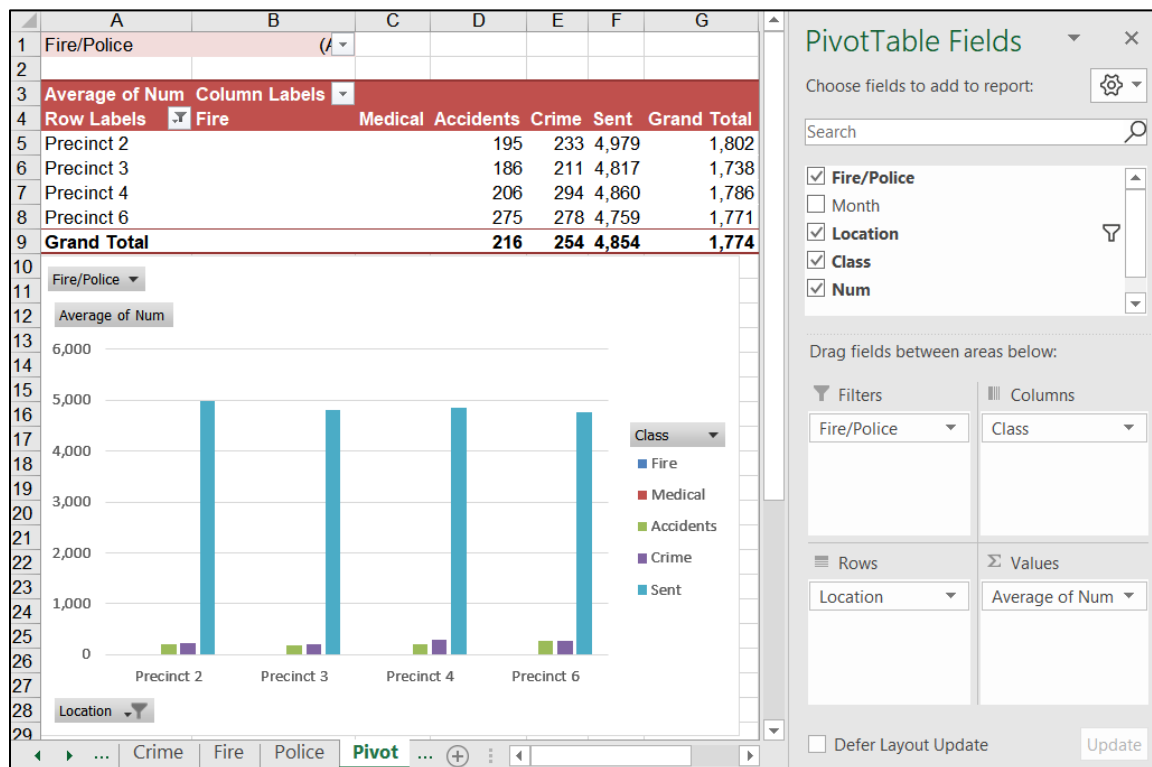 A B C D E F G
1 Fire/Police (A
2
3 Average of Num Column Labels
4 Row Labels Fire Medical Accidents Crime Sent Grand Total
5 Precinct 2 195 233 4,979 1,802
6 Precinct 3 186 211 4,817 1,738
7 Precinct 4 206 294 4,860 1,786
8 Precinct 6 275 278 4,759 1,771
9 Grand Total 216 254 4,854 1,774
10
11 Fire/Police
12 Average of Num
13 6,000
14
15 5,000
16
17 Class
18 4,000 Fire
19 3,000 Medical
20 Accidents
21 2,000 Crime
22
23 1,000 Sent
24
25
26 0
27 Precinct 2 Precinct 3 Precinct 4 Precinct 6
28 Location
29
... Crime Fire Police Pivot ...
PivotTable Fields
Choose fields to add to report:
Search
Fire/Police
Month
Location
Class
Num
Drag fields between areas below:
Filters Columns
Fire/Police Class
Rows Σ Values
Location Average of Num
Defer Layout Update Update